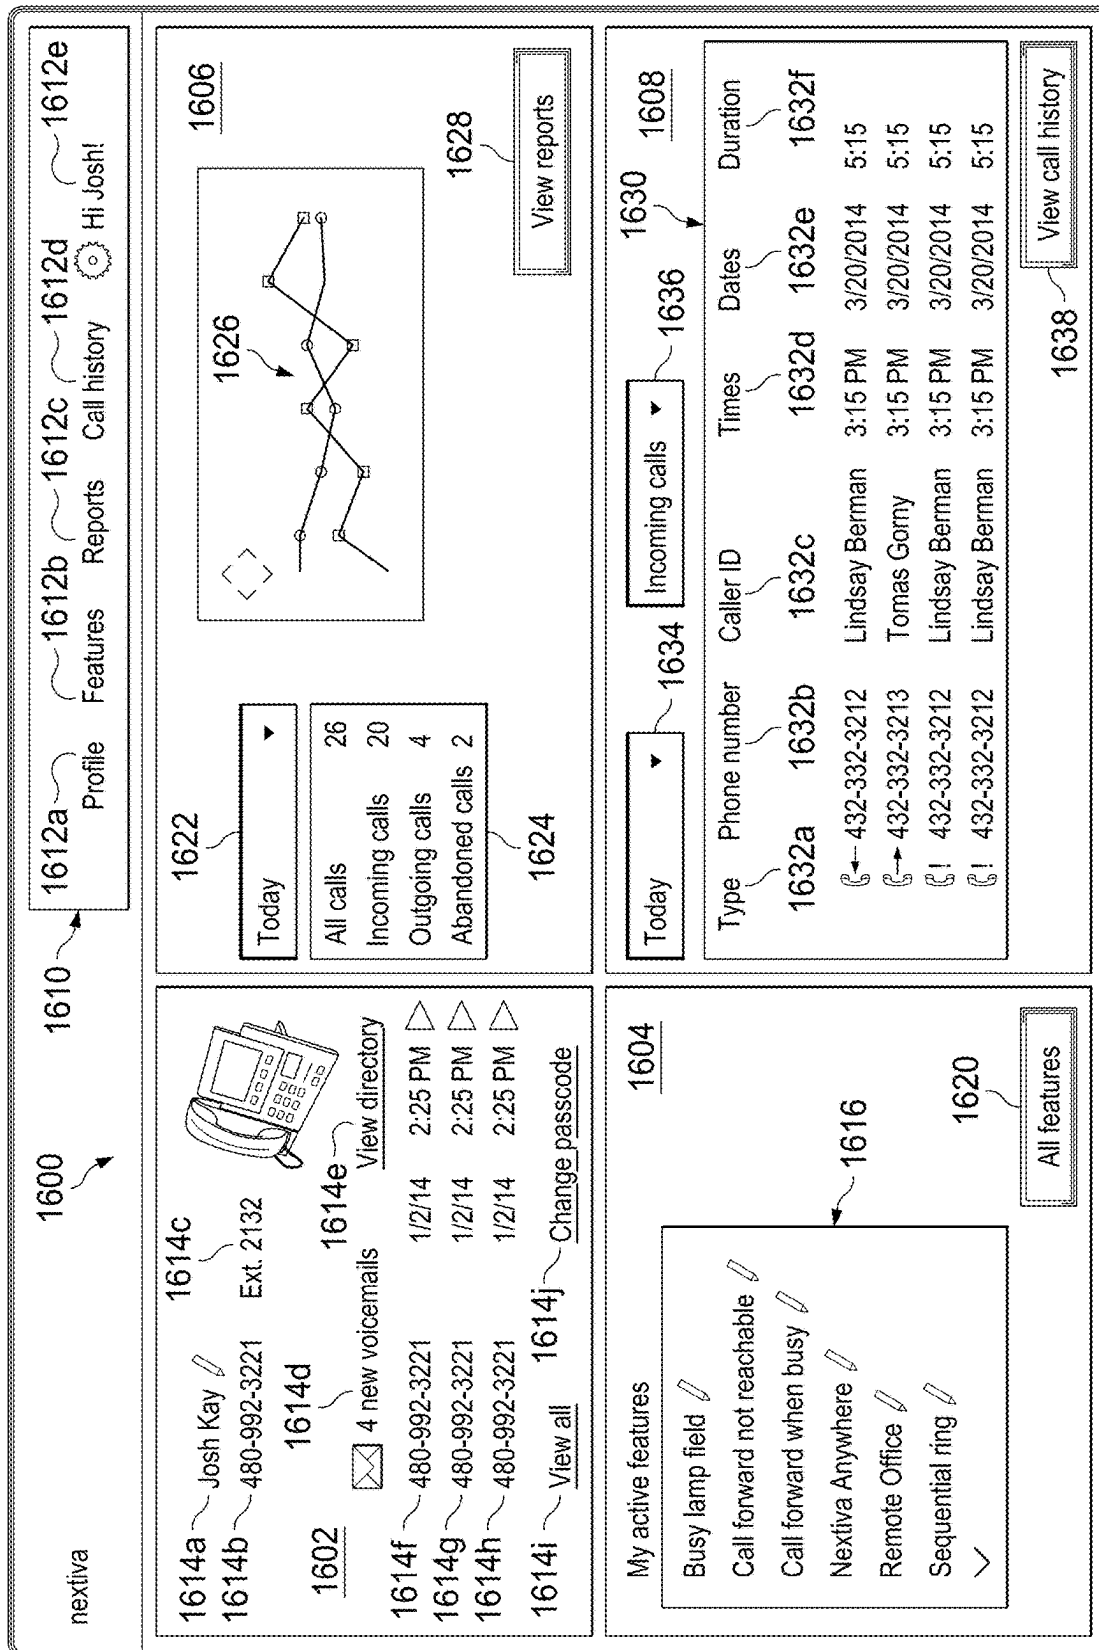 1600
1610
nextiva
1612a 1612b 1612c 1612d 1612e
Profile Features Reports Call history Hi Josh!
1602
1614a Josh Kay
1614b 480-992-3221
1614c
Ext. 2132
1614d
4 new voicemails
1614e
View directory
1614f 480-992-3221 1/2/14 2:25 PM
1614g 480-992-3221 1/2/14 2:25 PM
1614h 480-992-3221 1/2/14 2:25 PM
1614i View all
1614j Change passcode
1606
1622
Today
All calls 26
Incoming calls 20
Outgoing calls 4
Abandoned calls 2
1624
1626
1628
View reports
1604
My active features
Busy lamp field
Call forward not reachable
Call forward when busy
Nextiva Anywhere
Remote Office
Sequential ring
1616
1620
All features
1608
Today
1634
Incoming calls
1636
1630
Type Phone number Caller ID Times Dates Duration
1632a 1632b 1632c 1632d 1632e 1632f
432-332-3212 Lindsay Berman 3:15 PM 3/20/2014 5:15
432-332-3213 Tomas Gorny 3:15 PM 3/20/2014 5:15
! 432-332-3212 Lindsay Berman 3:15 PM 3/20/2014 5:15
! 432-332-3212 Lindsay Berman 3:15 PM 3/20/2014 5:15
1638
View call history